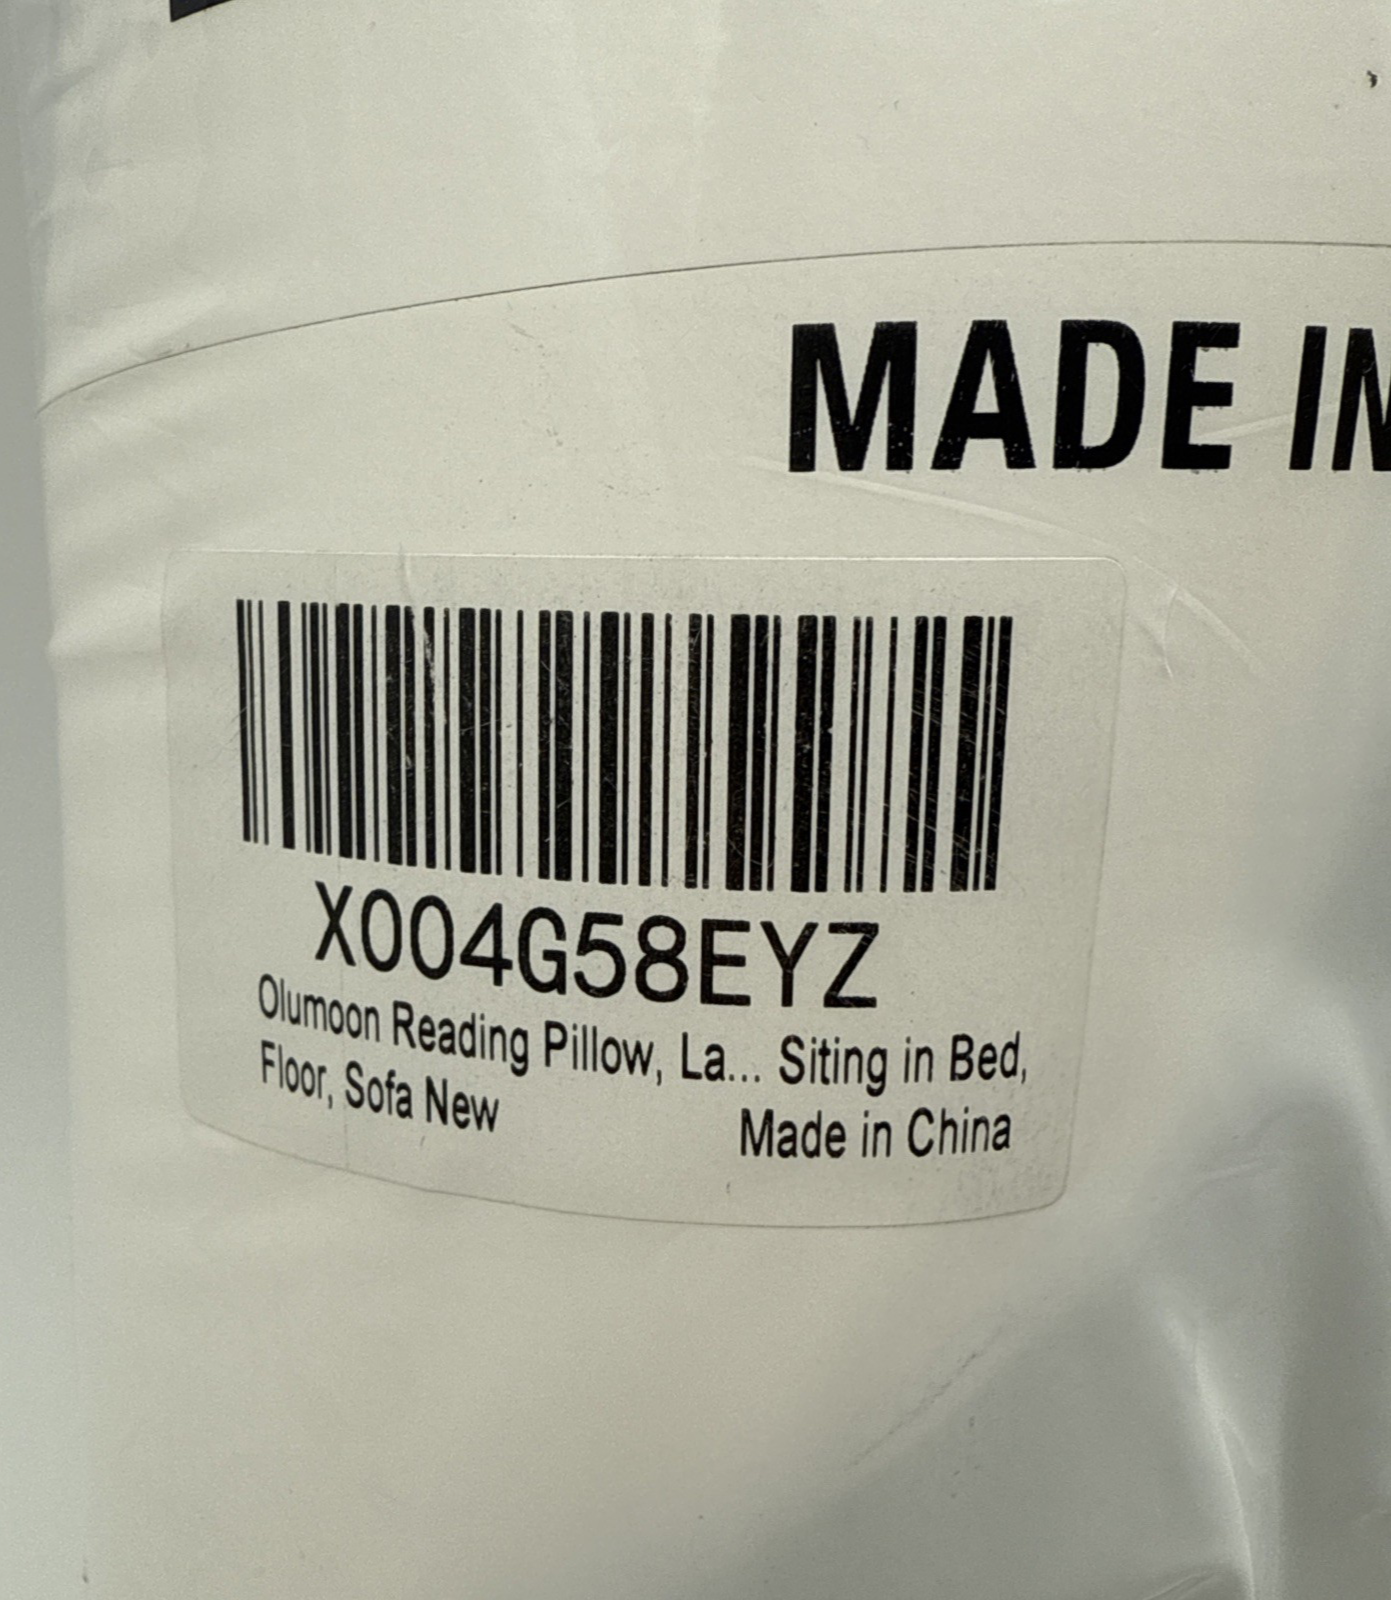 MADE IN
X004G58EYZ
Olumoon Reading Pillow, La... Siting in Bed,
Floor, Sofa New
Made in China